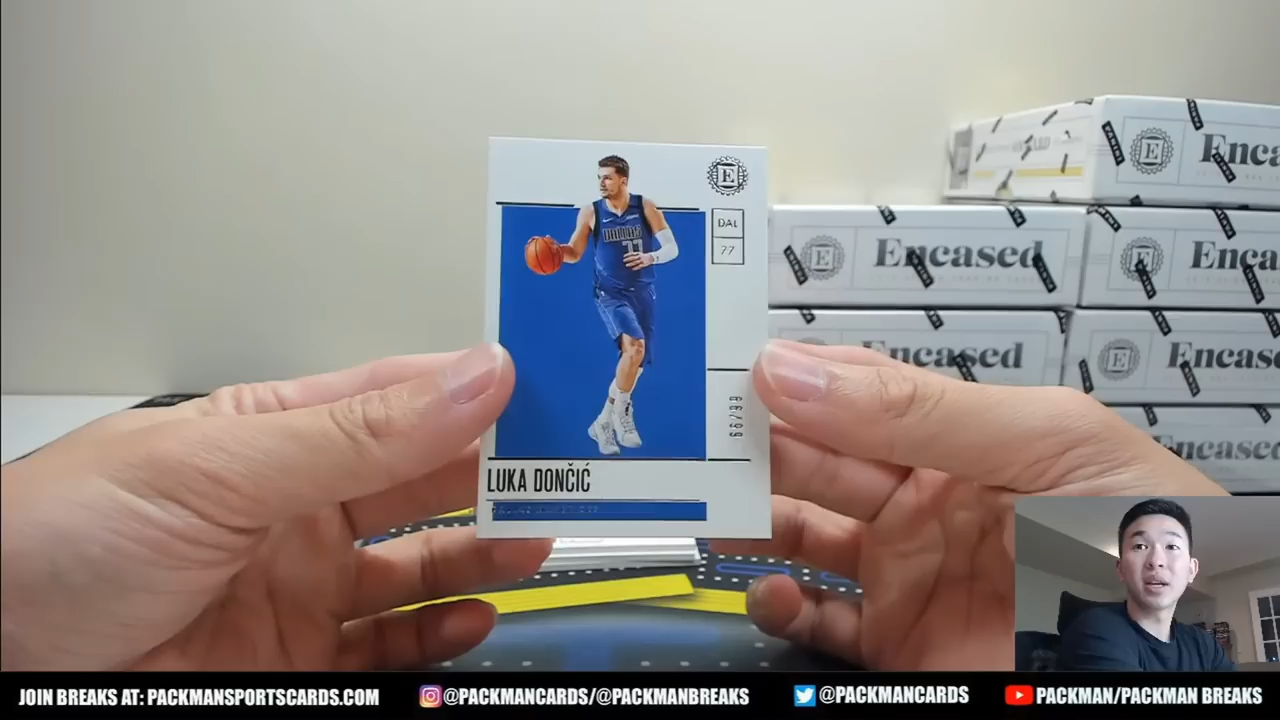 E
DAL
77
DALLAS
77
66/99
LUKA DONČIĆ
E Encased
E Encased
E Encased
Encased
E Encased
Encased
PANINI
JOIN BREAKS AT: PACKMANSPORTSCARDS.COM @PACKMANCARDS/@PACKMANBREAKS @PACKMANCARDS PACKMAN/PACKMAN BREAKS